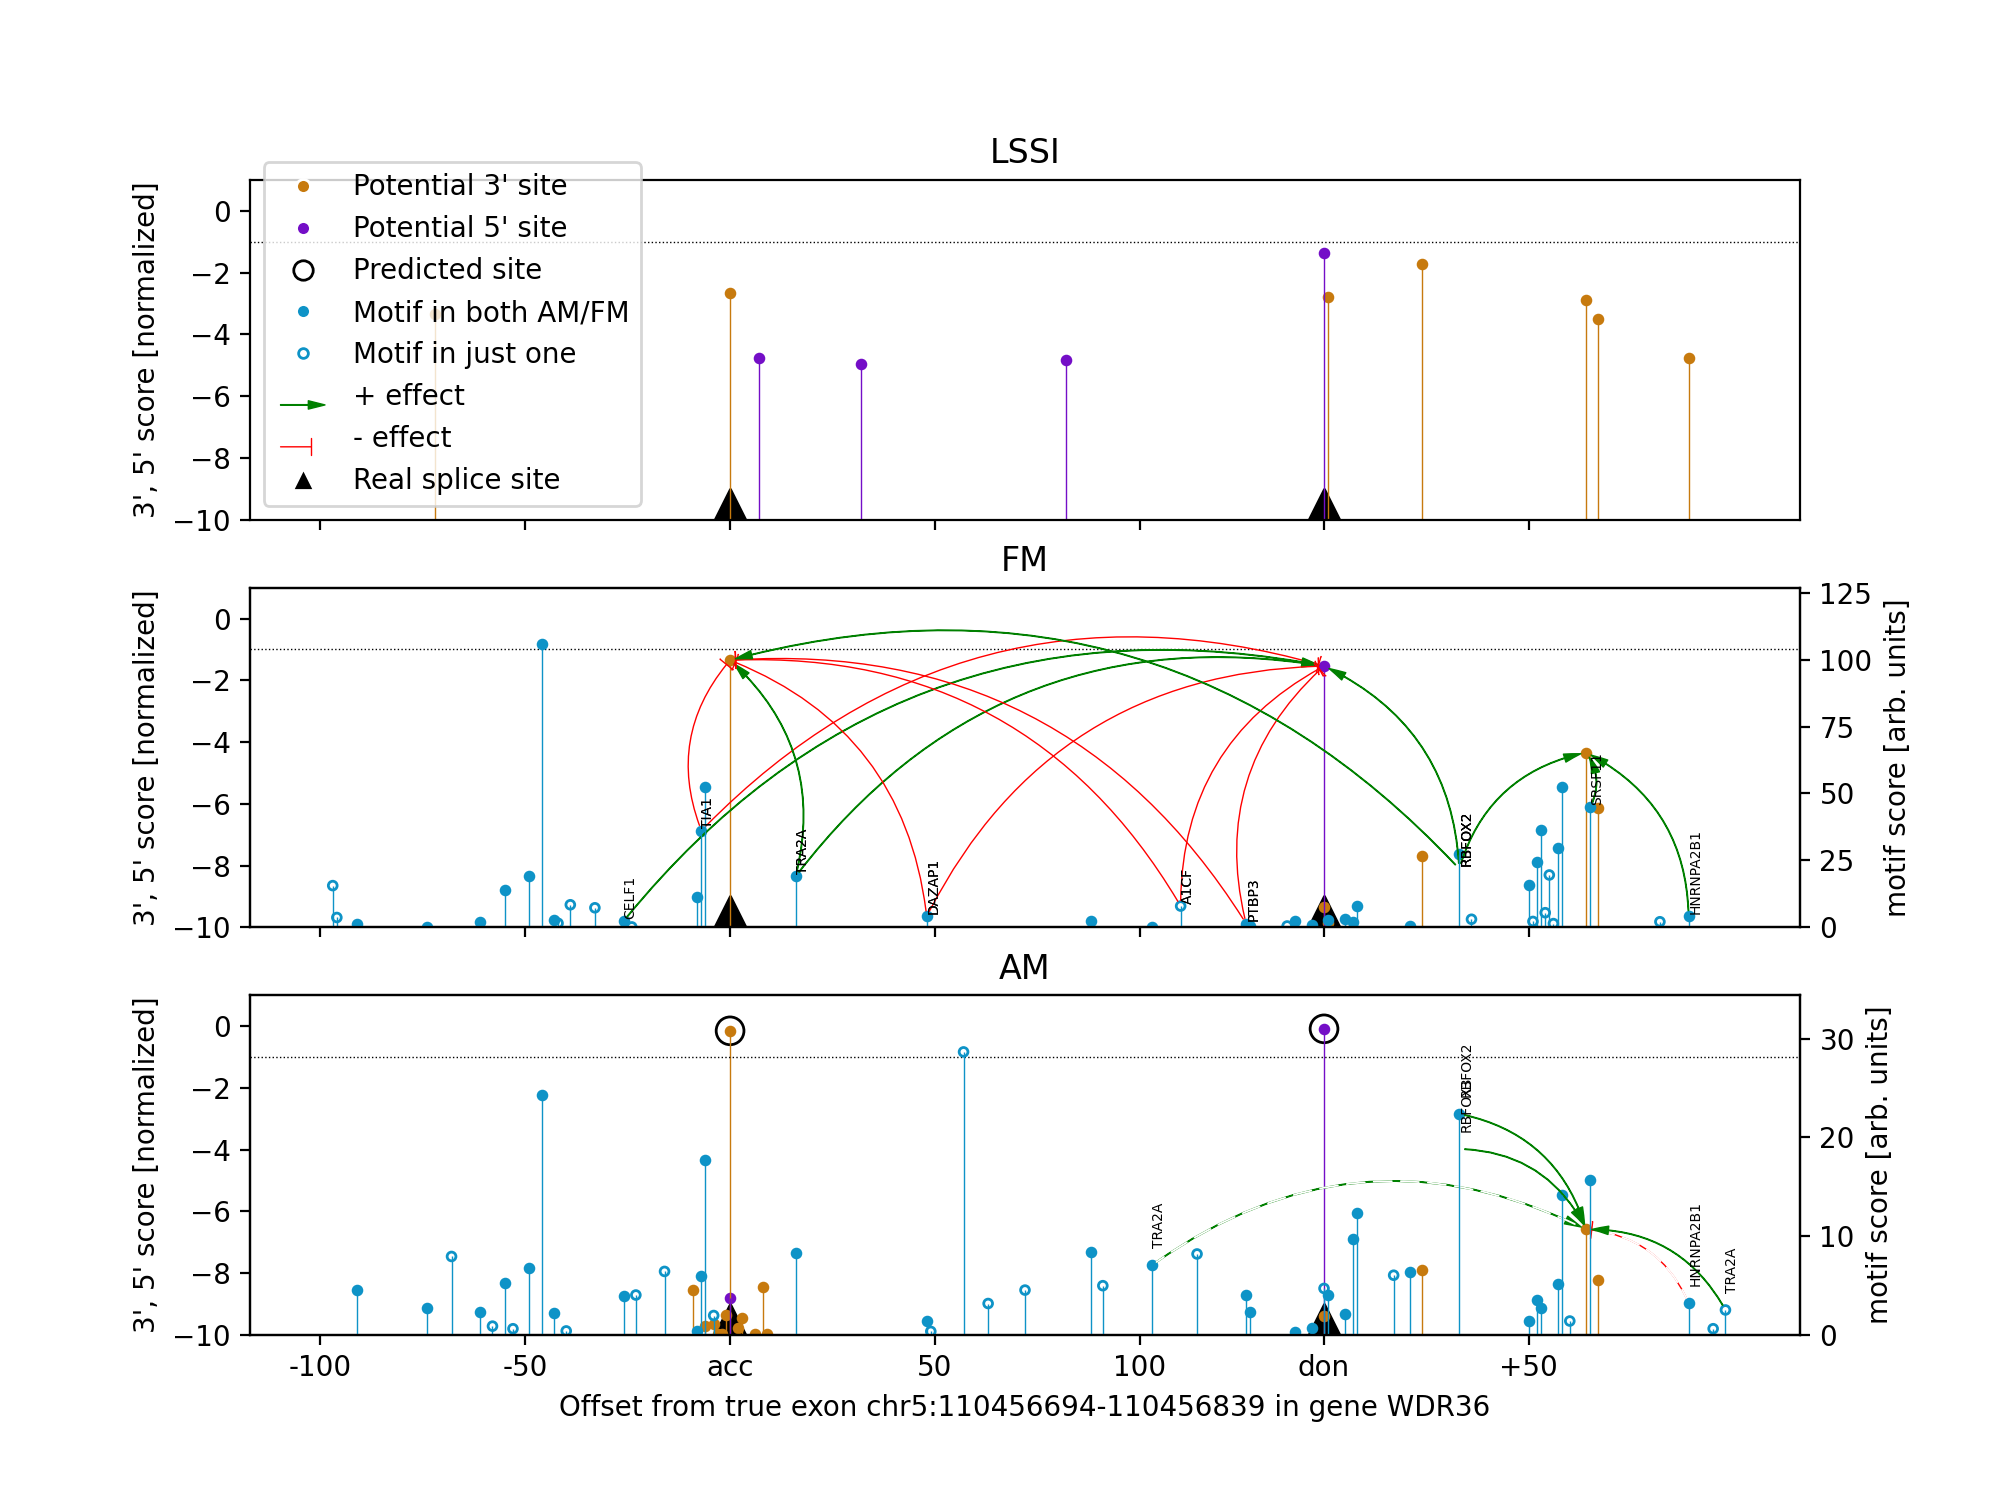 LSSI
3', 5' score [normalized]
0
−2
−4
−6
−8
−10
Potential 3' site
Potential 5' site
Predicted site
Motif in both AM/FM
Motif in just one
+ effect
- effect
Real splice site
FM
3', 5' score [normalized]
0
−2
−4
−6
−8
−10
CELF1
TIA1
TRA2A
DAZAP1
A1CF
PTBP3
RBFOX2
HNRNPA2B1
125
100
75
50
25
0
motif score [arb. units]
AM
3', 5' score [normalized]
0
−2
−4
−6
−8
−10
TRA2A
RBFOX2
HNRNPA2B1
TRA2A
30
20
10
0
motif score [arb. units]
-100
-50
acc
50
100
don
+50
Offset from true exon chr5:110456694-110456839 in gene WDR36